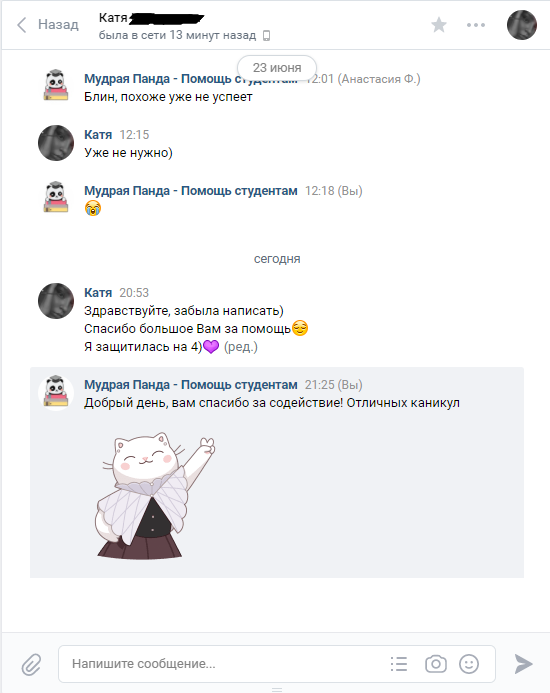 Назад
Катя
была в сети 13 минут назад
23 июня
Мудрая Панда - Помощь студентам 12:01 (Анастасия Ф.)
Блин, похоже уже не успеет
Катя 12:15
Уже не нужно)
Мудрая Панда - Помощь студентам 12:18 (Вы)
😭
сегодня
Катя 20:53
Здравствуйте, забыла написать)
Спасибо большое Вам за помощь😌
Я защитилась на 4)💜 (ред.)
Мудрая Панда - Помощь студентам 21:25 (Вы)
Добрый день, вам спасибо за содействие! Отличных каникул
Напишите сообщение...